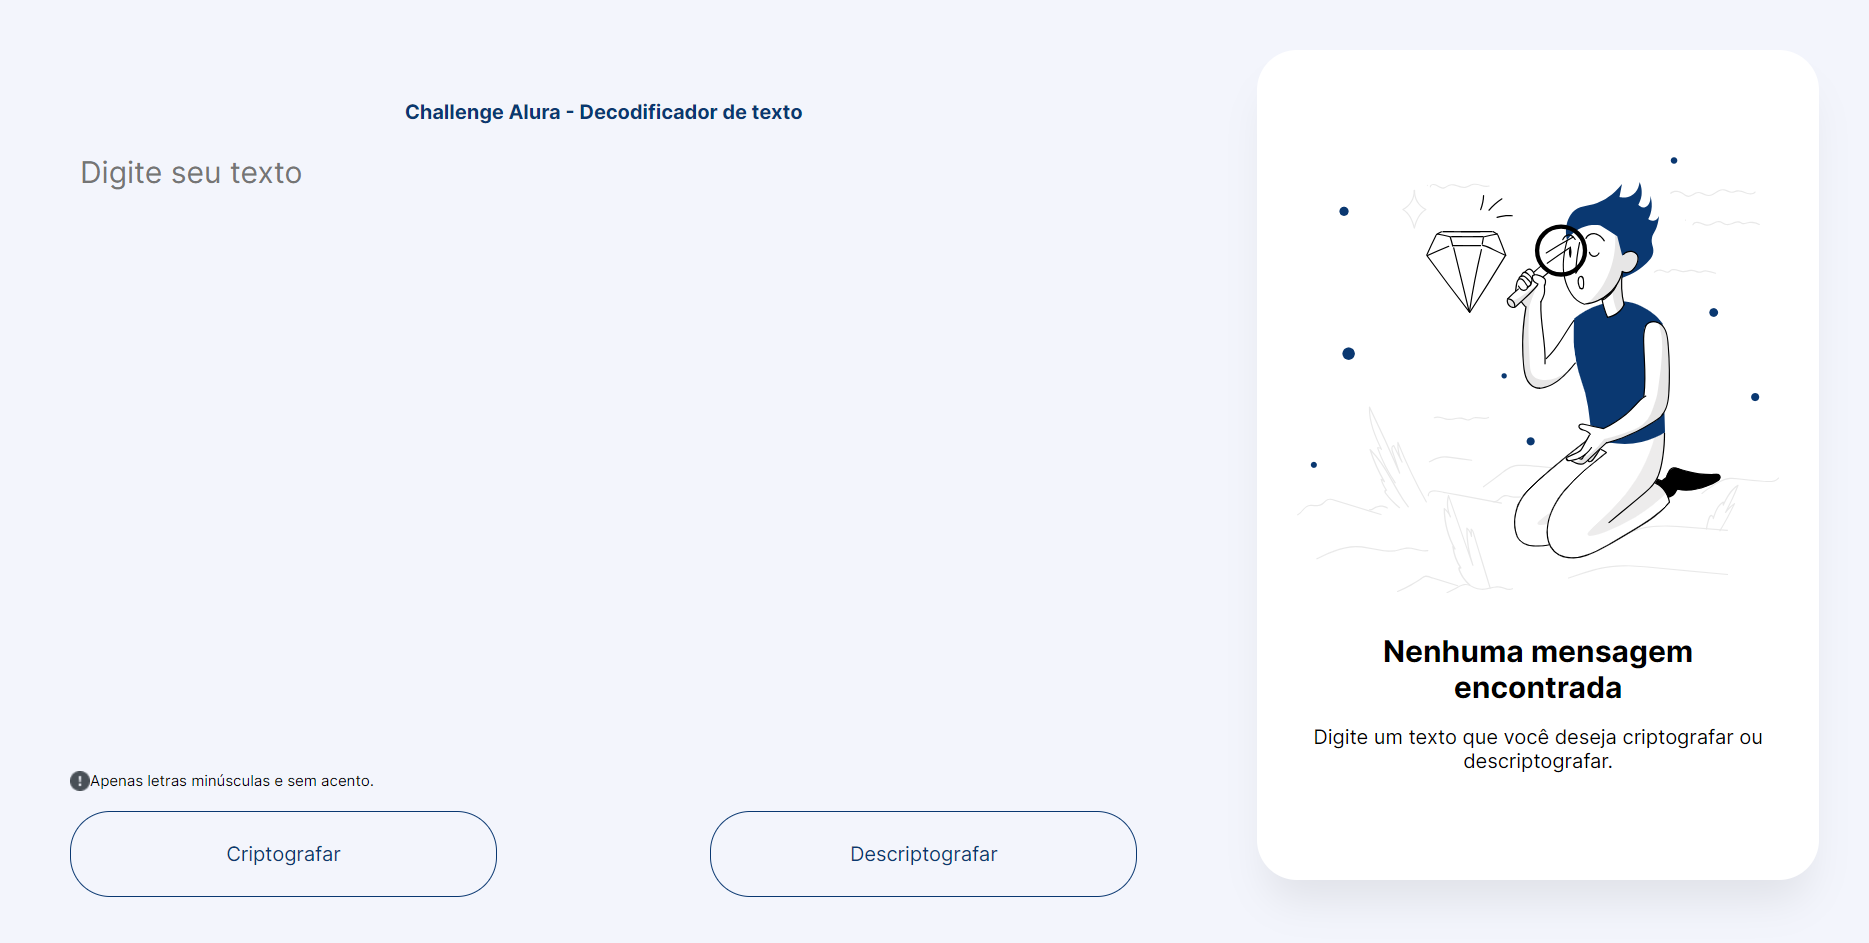 Challenge Alura - Decodificador de texto
Digite seu texto
Apenas letras minúsculas e sem acento.
Criptografar
Descriptografar
Nenhuma mensagem
encontrada
Digite um texto que você deseja criptografar ou
descriptografar.